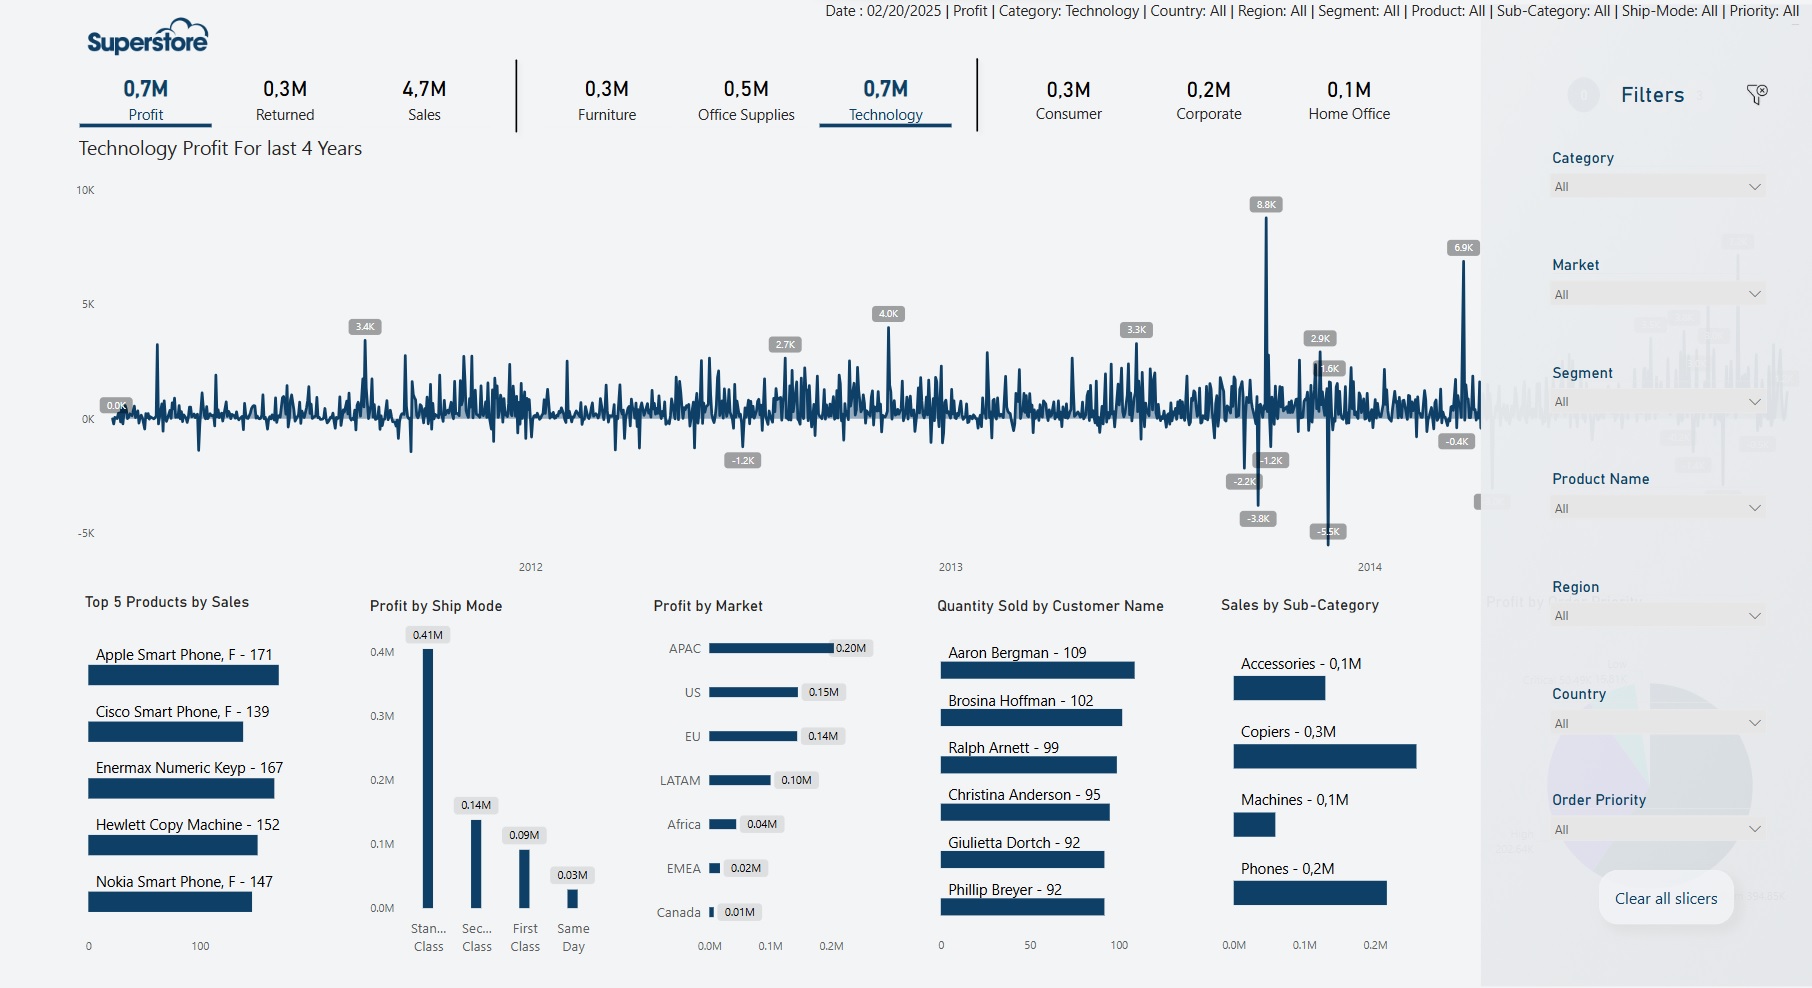 Date : 02/20/2025 | Profit | Category: Technology | Country: All | Region: All | Segment: All | Product: All | Sub-Category: All | Ship-Mode: All | Priority: All
Superstore
0,7M
Profit
0,3M
Returned
4,7M
Sales
0,3M
Furniture
0,5M
Office Supplies
0,7M
Technology
0,3M
Consumer
0,2M
Corporate
0,1M
Home Office
Technology Profit For last 4 Years
10K
5K
0K
-5K
0.0K
3.4K
-1.2K
2.7K
4.0K
3.3K
-2.2K
-3.8K
8.8K
-1.2K
2.9K
1.6K
-5.5K
6.9K
-0.4K
2012
2013
2014
Top 5 Products by Sales
Apple Smart Phone, F - 171
Cisco Smart Phone, F - 139
Enermax Numeric Keyp - 167
Hewlett Copy Machine - 152
Nokia Smart Phone, F - 147
0
100
Profit by Ship Mode
0.4M
0.3M
0.2M
0.1M
0.0M
0.41M
0.14M
0.09M
0.03M
Stan...
Class
Sec...
Class
First
Class
Same
Day
Profit by Market
APAC
0.20M
US
0.15M
EU
0.14M
LATAM
0.10M
Africa
0.04M
EMEA
0.02M
Canada
0.01M
0.0M
0.1M
0.2M
Quantity Sold by Customer Name
Aaron Bergman - 109
Brosina Hoffman - 102
Ralph Arnett - 99
Christina Anderson - 95
Giulietta Dortch - 92
Phillip Breyer - 92
0
50
100
Sales by Sub-Category
Accessories - 0,1M
Copiers - 0,3M
Machines - 0,1M
Phones - 0,2M
0.0M
0.1M
0.2M
Filters
Category
All
Market
All
Segment
All
Product Name
All
Region
All
Profit by Order Priority
Country
All
Order Priority
All
Low
High
Clear all slicers